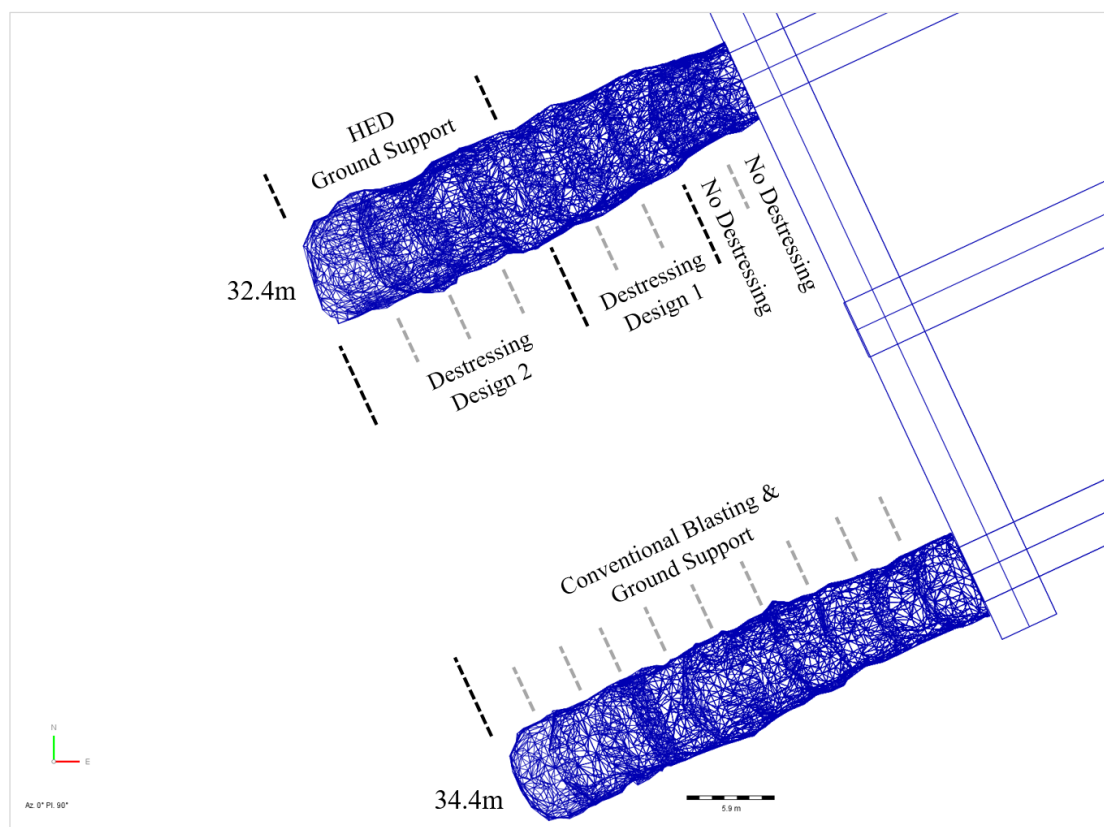 HED
Ground Support
No Destressing
No Destressing
32.4m
Destressing
Design 1
Destressing
Design 2
Conventional Blasting &
Ground Support
34.4m
N
E
Az. 0° Pl. 90°
5.9 m